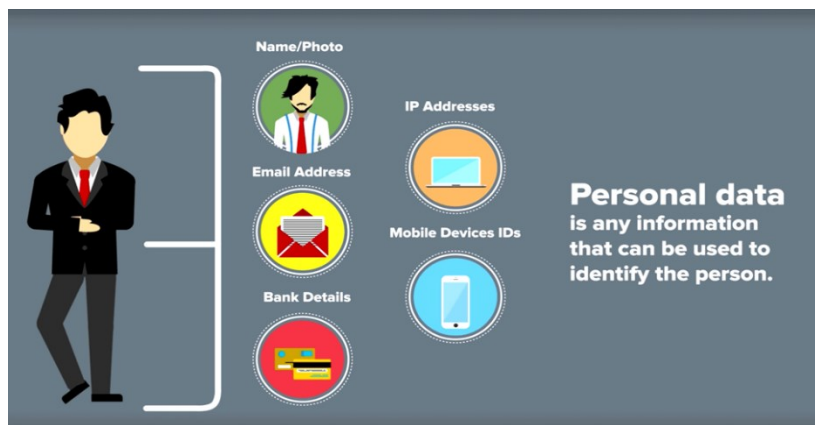 Name/Photo
IP Addresses
Email Address
Mobile Devices IDs
Bank Details
Personal data
is any information
that can be used to
identify the person.